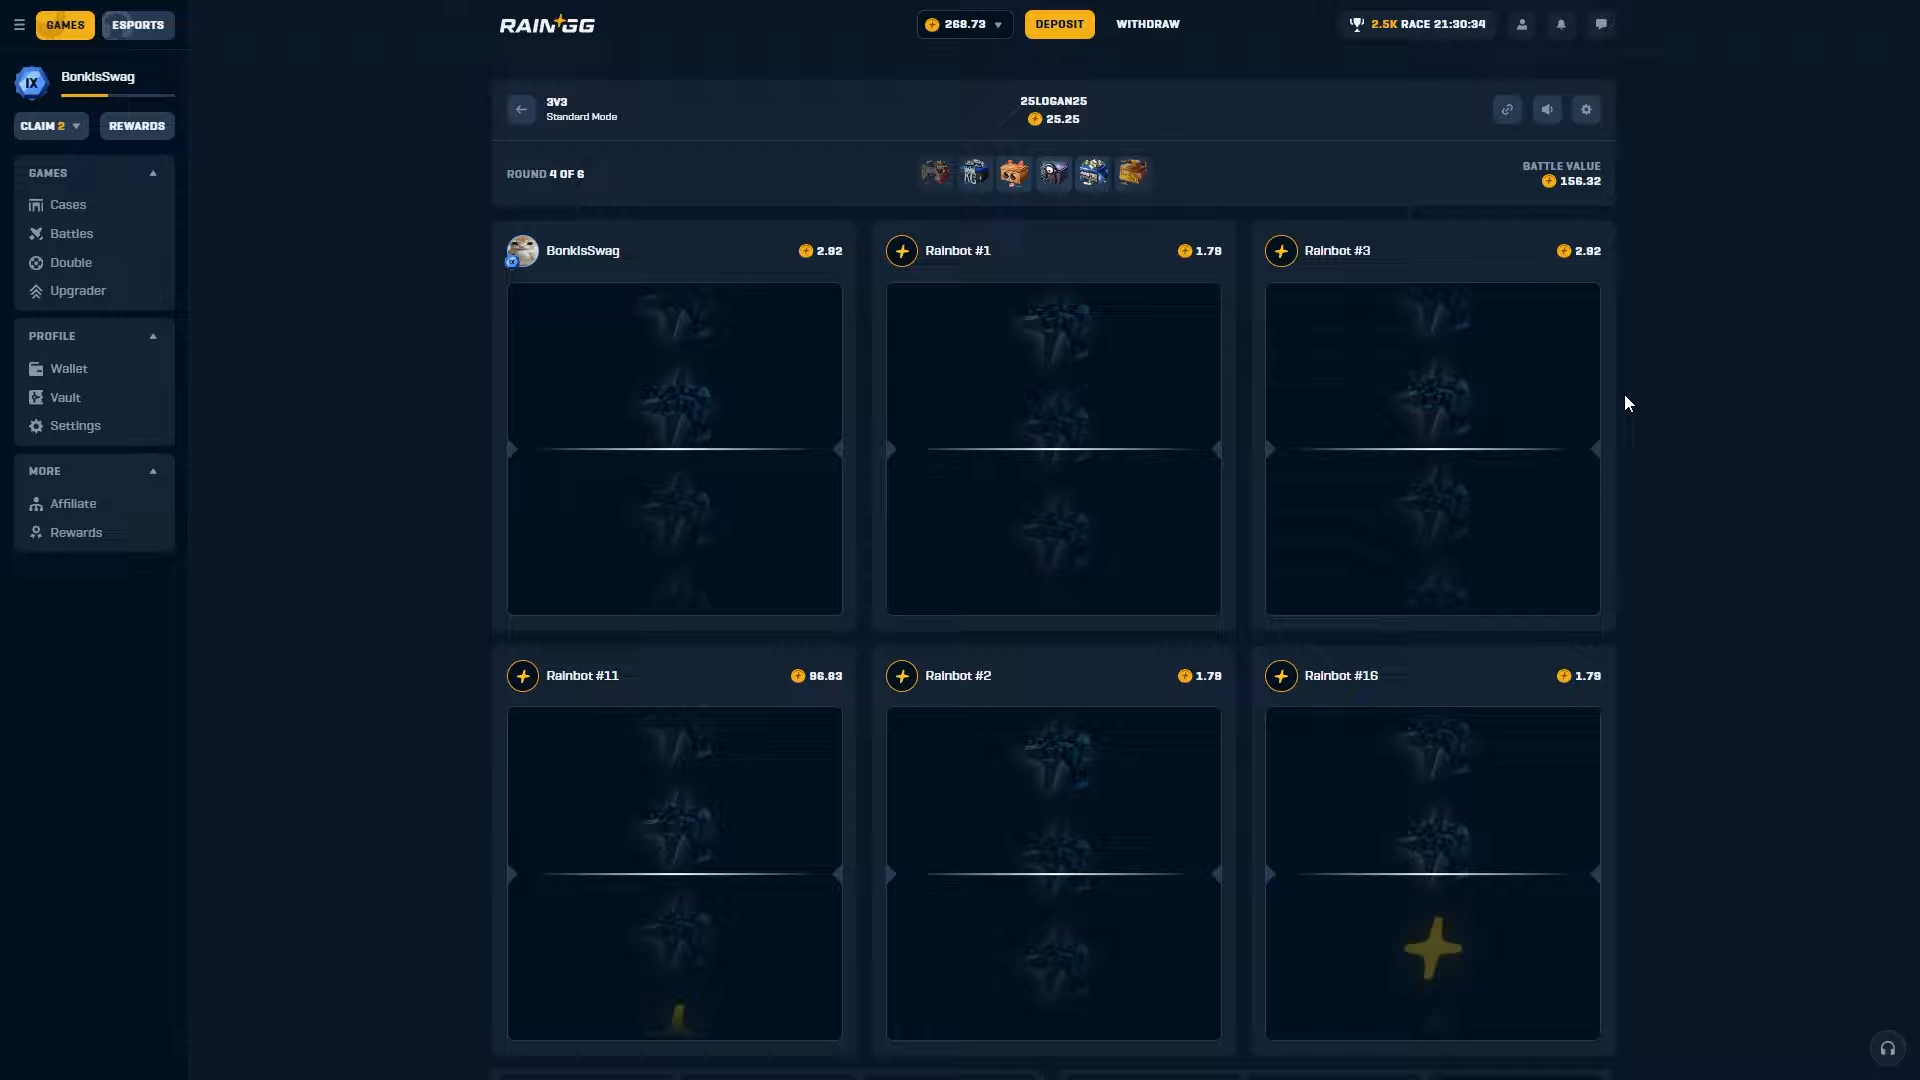 GAMES
ESPORTS
RAIN GG
268.73
DEPOSIT
WITHDRAW
2.5K RACE 21:30:34
IX
BonkIsSwag
CLAIM 2
REWARDS
GAMES
Cases
Battles
Double
Upgrader
PROFILE
Wallet
Vault
Settings
MORE
Affiliate
Rewards
3V3
Standard Mode
25LOGAN25
25.25
ROUND 4 OF 6
BATTLE VALUE
156.32
BonkIsSwag
2.92
Rainbot #1
1.79
Rainbot #3
2.92
Rainbot #11
96.83
Rainbot #2
1.79
Rainbot #16
1.79